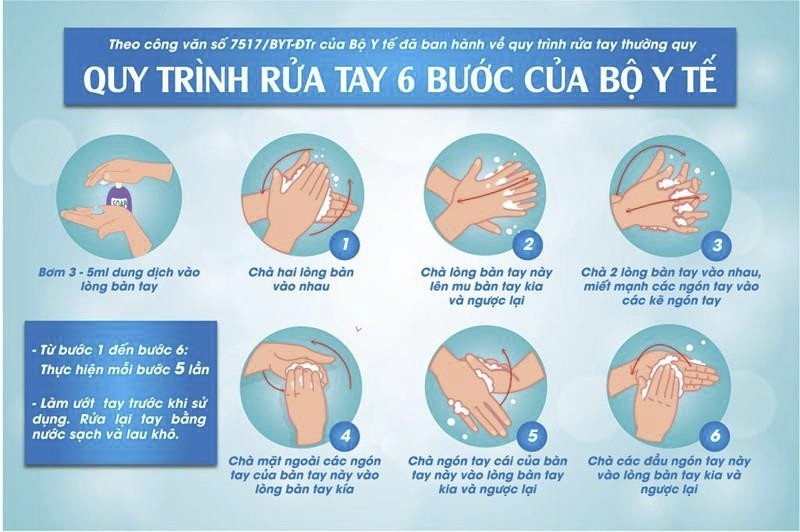 Theo công văn số 7517/BYT-ĐTr của Bộ Y tế đã ban hành về quy trình rửa tay thường quy
QUY TRÌNH RỬA TAY 6 BƯỚC CỦA BỘ Y TẾ
SOAP
Bơm 3 - 5ml dung dịch vào
lòng bàn tay
1
Chà hai lòng bàn
vào nhau
2
Chà lòng bàn tay này
lên mu bàn tay kia
và ngược lại
3
Chà 2 lòng bàn tay vào nhau,
miết mạnh các ngón tay vào
các kẽ ngón tay
- Từ bước 1 đến bước 6:
Thực hiện mỗi bước 5 lần
- Làm ướt tay trước khi sử
dụng. Rửa lại tay bằng
nước sạch và lau khô.
4
Chà mặt ngoài các ngón
tay của bàn tay này vào
lòng bàn tay kía
5
Chà ngón tay cái của bàn
tay này vào lòng bàn tay
kia và ngược lại
6
Chà các đầu ngón tay này
vào lòng bàn tay kia và
ngược lại